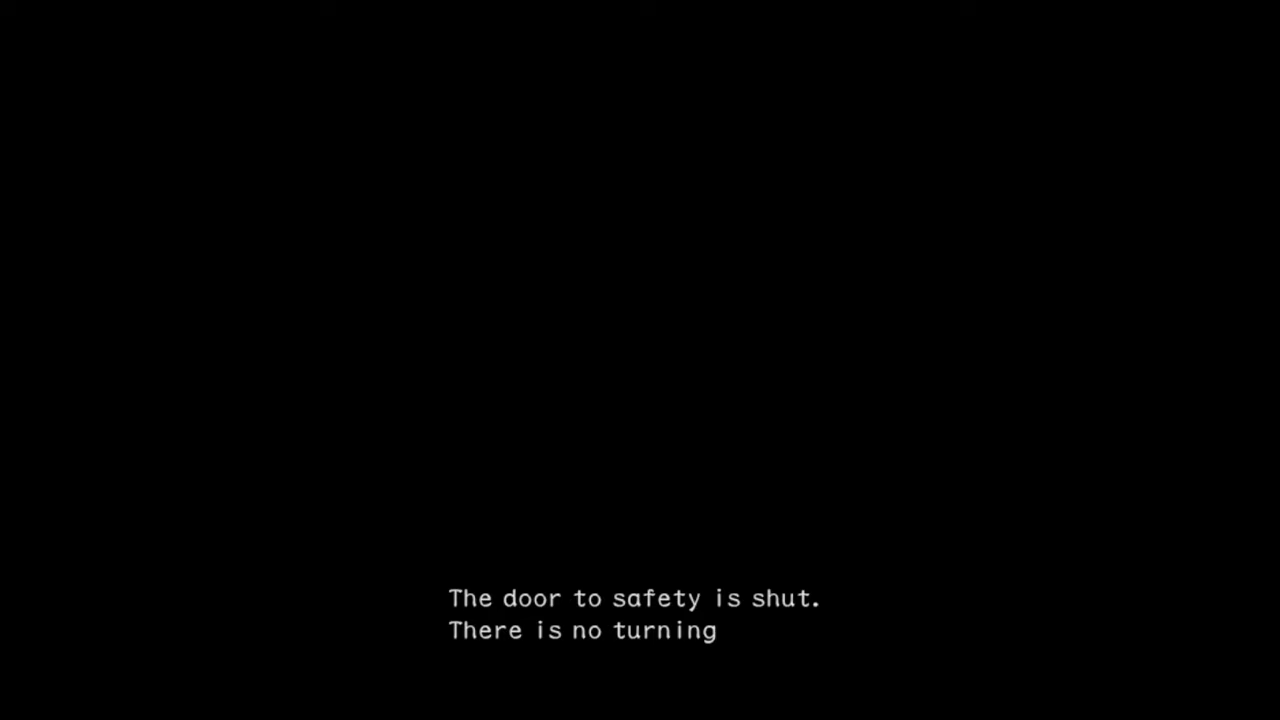 The door to safety is shut.
There is no turning